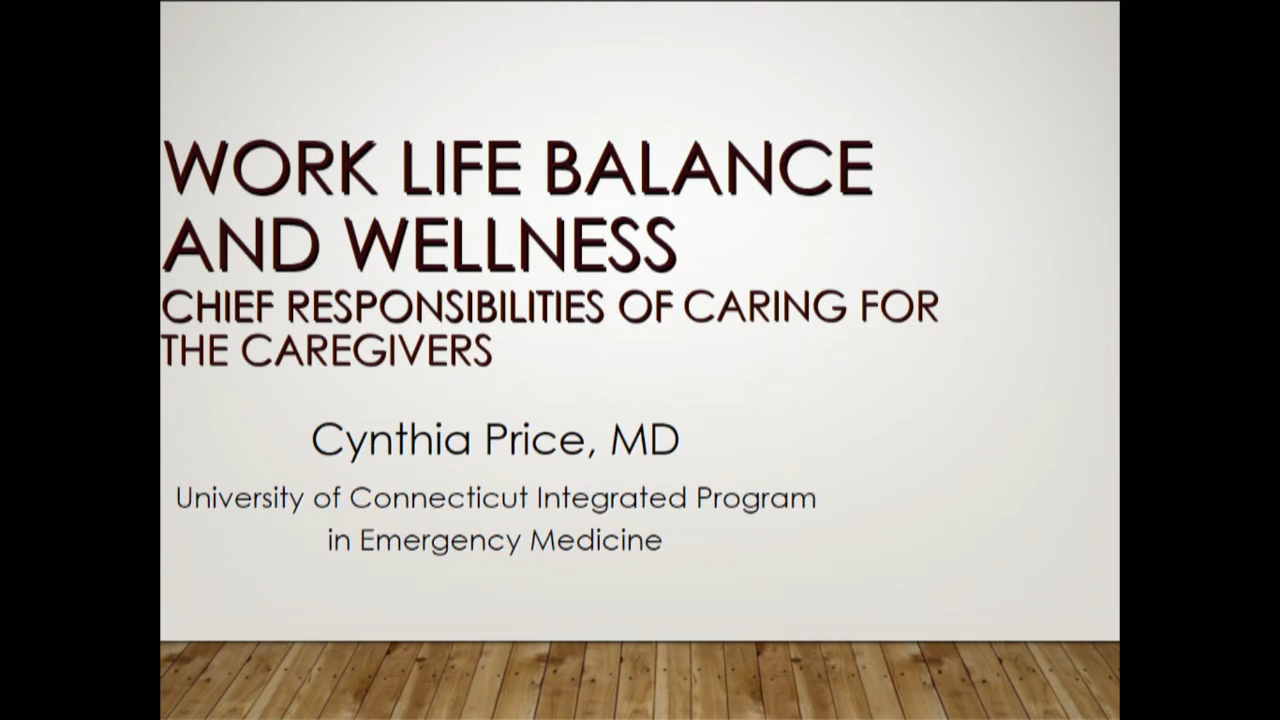 WORK LIFE BALANCE
AND WELLNESS
CHIEF RESPONSIBILITIES OF CARING FOR
THE CAREGIVERS
Cynthia Price, MD
University of Connecticut Integrated Program
in Emergency Medicine